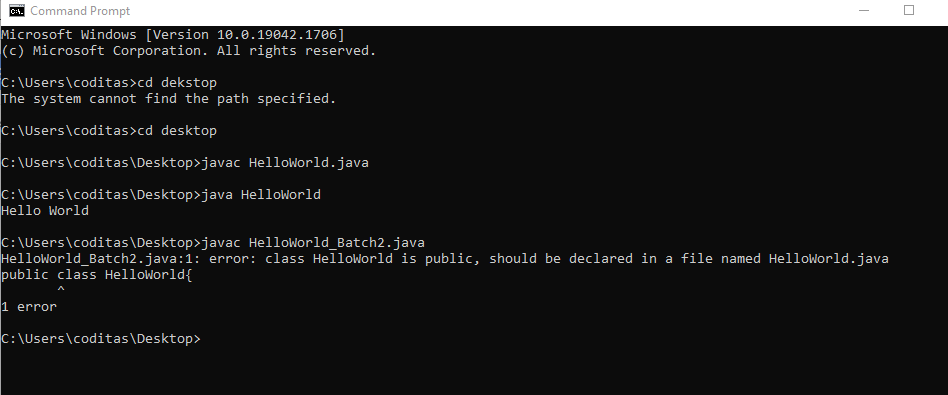 Command Prompt
Microsoft Windows [Version 10.0.19042.1706]
(c) Microsoft Corporation. All rights reserved.
C:\Users\coditas>cd dekstop
The system cannot find the path specified.
C:\Users\coditas>cd desktop
C:\Users\coditas\Desktop>javac HelloWorld.java
C:\Users\coditas\Desktop>java HelloWorld
Hello World
C:\Users\coditas\Desktop>javac HelloWorld_Batch2.java
HelloWorld_Batch2.java:1: error: class HelloWorld is public, should be declared in a file named HelloWorld.java
public class HelloWorld{
^
1 error
C:\Users\coditas\Desktop>